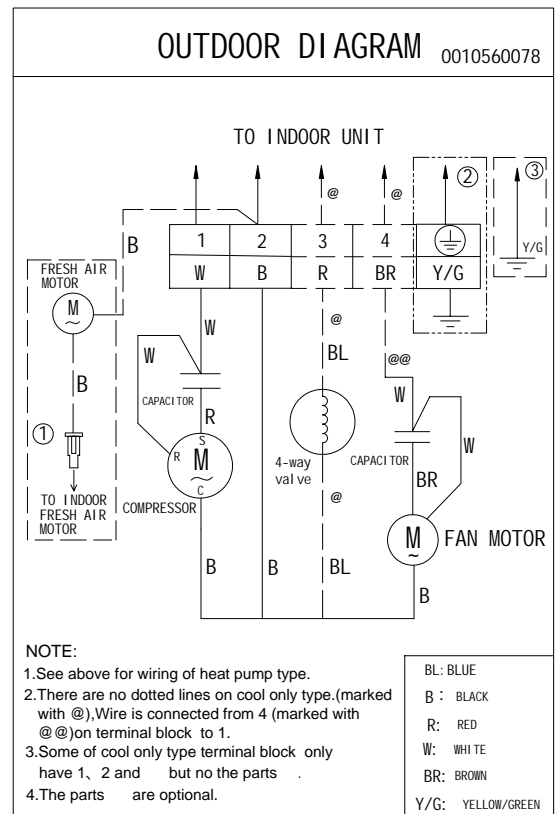 OUTDOOR DIAGRAM 0010560078
TO INDOOR UNIT
@ @ ② ③
B
1 2 3 4
W B R BR Y/G
Y/G
FRESH AIR
MOTOR
M
~
B
①
TO INDOOR
FRESH AIR
MOTOR
W
W
CAPACITOR
R
S
R M
~
C
COMPRESSOR
@
BL
4-way
valve
@
@@
W
CAPACITOR
W
BR
M
~
FAN MOTOR
B B BL
B
NOTE:
1.See above for wiring of heat pump type.
2.There are no dotted lines on cool only type.(marked
with @),Wire is connected from 4 (marked with
@@)on terminal block to 1.
3.Some of cool only type terminal block only
have 1、2 and but no the parts .
4.The parts are optional.
BL: BLUE
B : BLACK
R: RED
W: WHITE
BR: BROWN
Y/G: YELLOW/GREEN